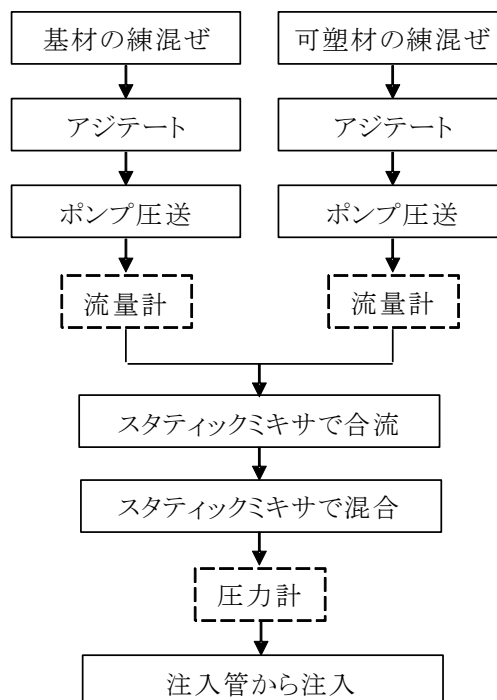 基材の練混ぜ
可塑材の練混ぜ
アジテート
アジテート
ポンプ圧送
ポンプ圧送
流量計
流量計
スタティックミキサで合流
スタティックミキサで混合
圧力計
注入管から注入